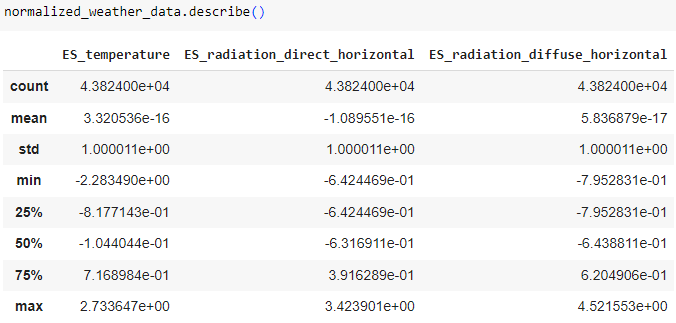 normalized_weather_data.describe()
ES_temperature ES_radiation_direct_horizontal ES_radiation_diffuse_horizontal
count 4.382400e+04 4.382400e+04 4.382400e+04
mean 3.320536e-16 -1.089551e-16 5.836879e-17
std 1.000011e+00 1.000011e+00 1.000011e+00
min -2.283490e+00 -6.424469e-01 -7.952831e-01
25% -8.177143e-01 -6.424469e-01 -7.952831e-01
50% -1.044044e-01 -6.316911e-01 -6.438811e-01
75% 7.168984e-01 3.916289e-01 6.204906e-01
max 2.733647e+00 3.423901e+00 4.521553e+00